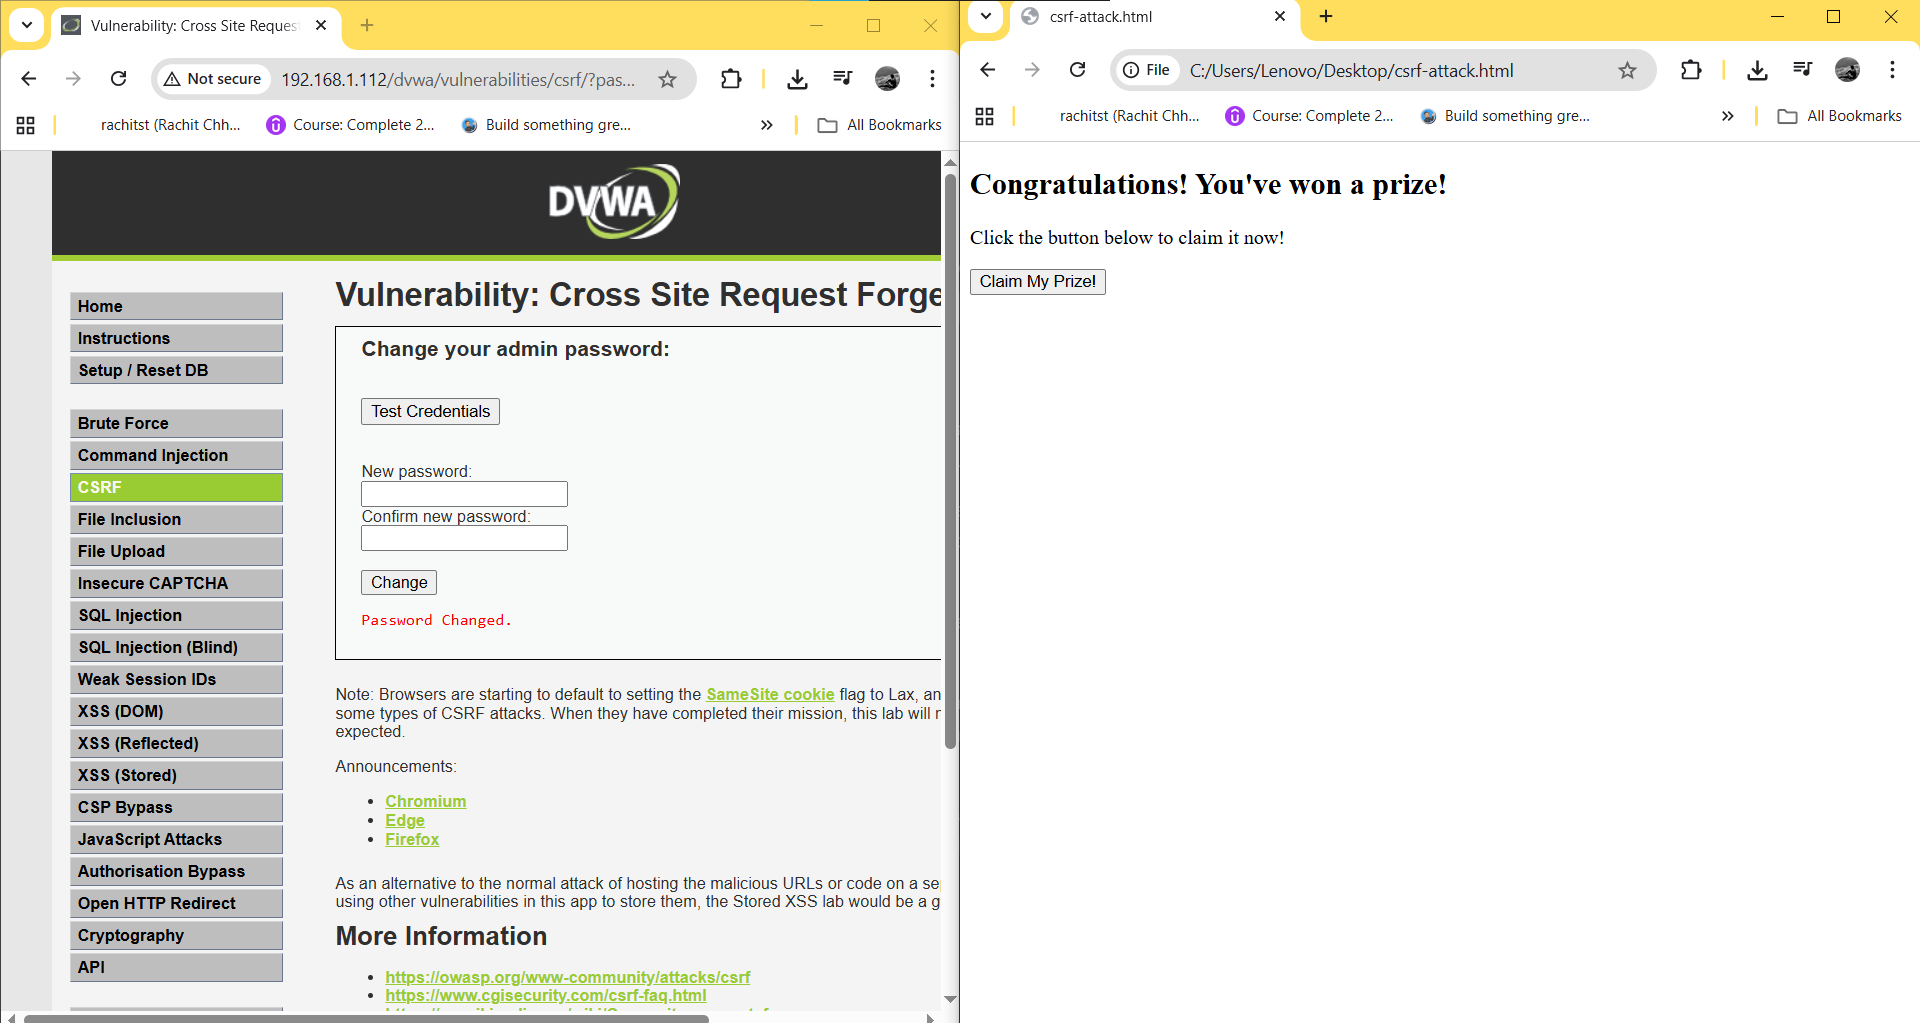 Vulnerability: Cross Site Reques
Not secure
192.168.1.112/dvwa/vulnerabilities/csrf/?pas...
rachitst (Rachit Chh...
Course: Complete 2...
Build something gre...
»
All Bookmarks
DVWA
Home
Instructions
Setup / Reset DB
Brute Force
Command Injection
CSRF
File Inclusion
File Upload
Insecure CAPTCHA
SQL Injection
SQL Injection (Blind)
Weak Session IDs
XSS (DOM)
XSS (Reflected)
XSS (Stored)
CSP Bypass
JavaScript Attacks
Authorisation Bypass
Open HTTP Redirect
Cryptography
API
Vulnerability: Cross Site Request Forge
Change your admin password:
Test Credentials
New password:
Confirm new password:
Change
Password Changed.
Note: Browsers are starting to default to setting the SameSite cookie flag to Lax, an
some types of CSRF attacks. When they have completed their mission, this lab will
expected.
Announcements:
• Chromium
• Edge
• Firefox
As an alternative to the normal attack of hosting the malicious URLs or code on a se
using other vulnerabilities in this app to store them, the Stored XSS lab would be a g
More Information
• https://owasp.org/www-community/attacks/csrf
• https://www.cgisecurity.com/csrf-faq.html
csrf-attack.html
File
C:/Users/Lenovo/Desktop/csrf-attack.html
rachitst (Rachit Chh...
Course: Complete 2...
Build something gre...
»
All Bookmarks
Congratulations! You've won a prize!
Click the button below to claim it now!
Claim My Prize!